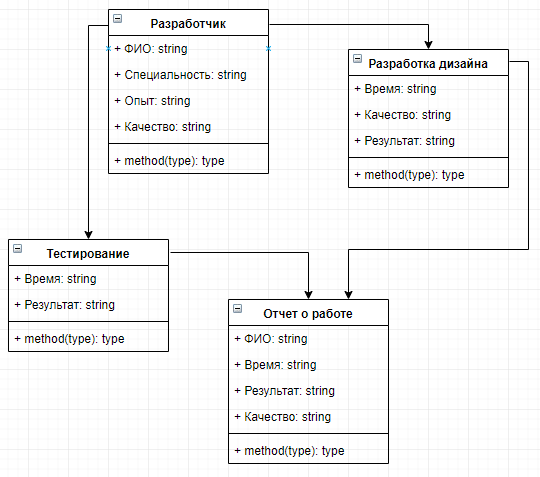 Разработчик
+ ФИО: string
+ Специальность: string
+ Опыт: string
+ Качество: string
+ method(type): type
Разработка дизайна
+ Время: string
+ Качество: string
+ Результат: string
+ method(type): type
Тестирование
+ Время: string
+ Результат: string
+ method(type): type
Отчет о работе
+ ФИО: string
+ Время: string
+ Результат: string
+ Качество: string
+ method(type): type